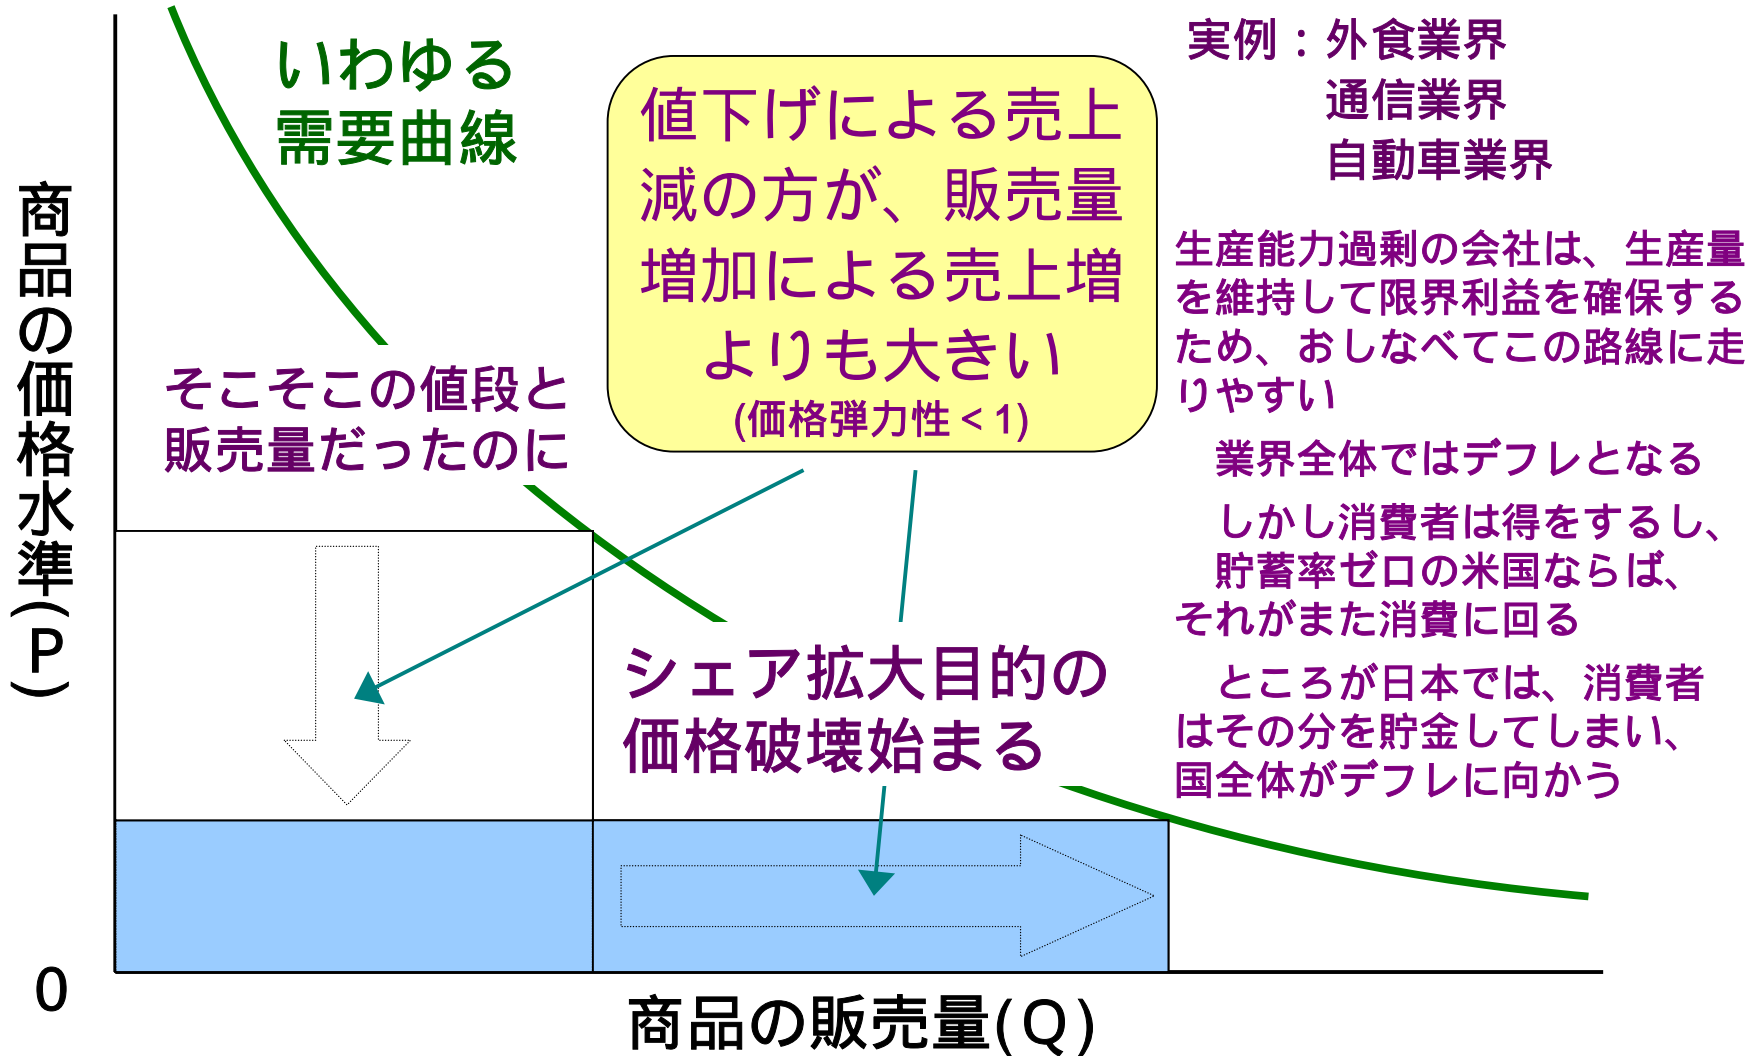 いわゆる
需要曲線
値下げによる売上
減の方が、販売量
増加による売上増
よりも大きい
(価格弾力性＜1)
実例：外食業界
通信業界
自動車業界
商品の価格水準(P)
そこそこの値段と
販売量だったのに
シェア拡大目的の
価格破壊始まる
生産能力過剰の会社は、生産量
を維持して限界利益を確保する
ため、おしなべてこの路線に走
りやすい
業界全体ではデフレとなる
しかし消費者は得をするし、
貯蓄率ゼロの米国ならば、
それがまた消費に回る
ところが日本では、消費者
はその分を貯金してしまい、
国全体がデフレに向かう
0
商品の販売量(Q)